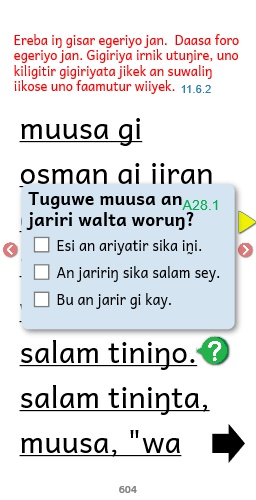 Ereba iŋ gisar egeriyo jan. Daasa foro
egeriyo jan. Gigiriya irnik utuŋire, uno
kiligitir gigiriyata jikek an suwaliŋ
iikose uno faamutur wiiyek. 11.6.2
muusa gi
osman gi jiran
Tuguwe muusa an A28.1
jariri walta woruŋ?
Esi an ariyatir sika iṉi.
An jaririŋ sika salam sey.
Bu an jarir gi kay.
salam tiniŋo.
salam tiniŋta,
muusa, "wa
604